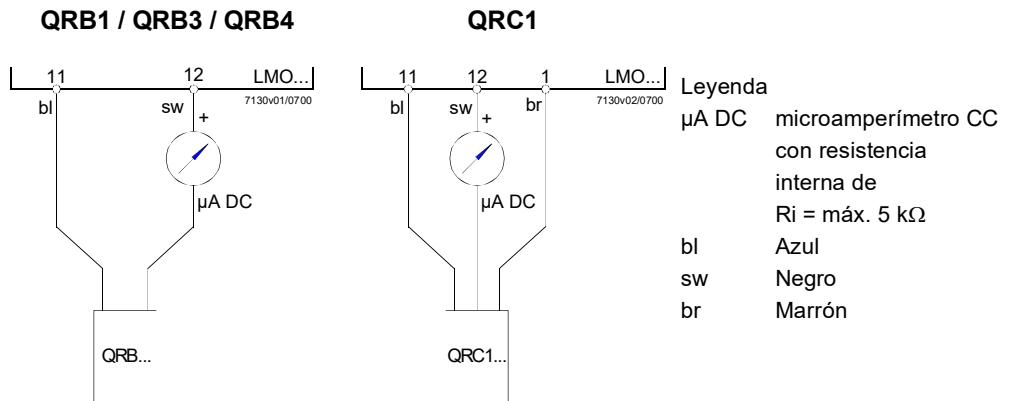 QRB1 / QRB3 / QRB4
11 12 LMO...
bl sw 7130v01/0700
+
µA DC
QRB...
QRC1
11 12 1 LMO...
bl sw br 7130v02/0700
+
µA DC
QRC1...
Leyenda
µA DC microamperímetro CC
con resistencia
interna de
Ri = máx. 5 kΩ
bl Azul
sw Negro
br Marrón